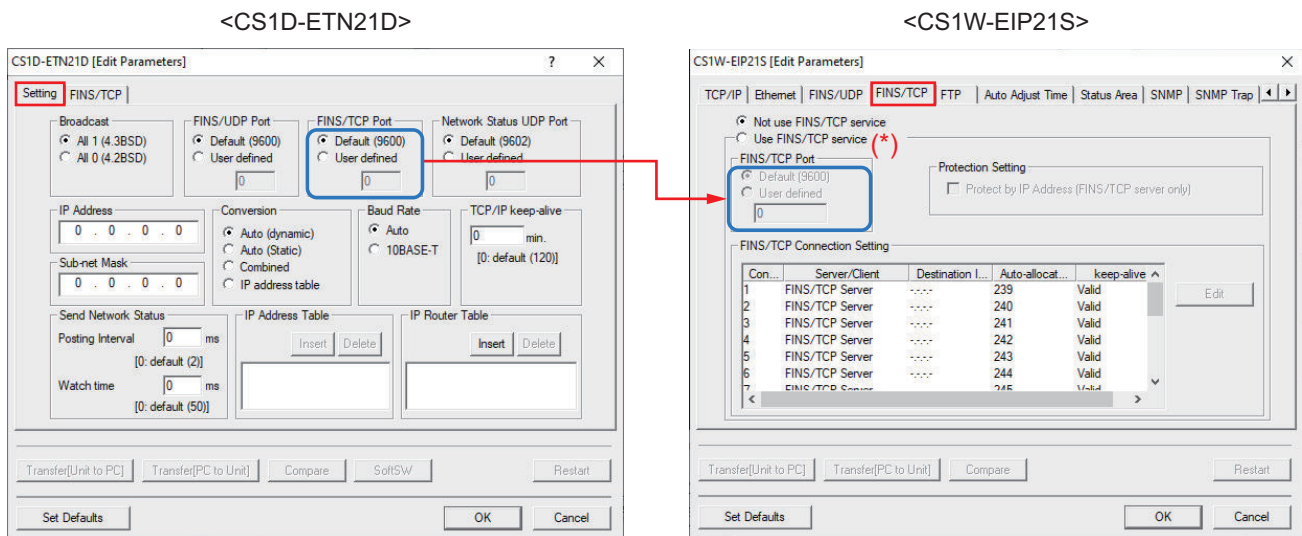 <CS1D-ETN21D>
<CS1W-EIP21S>
CS1D-ETN21D [Edit Parameters]
? ×
Setting FINS/TCP
Broadcast
All 1 (4.3BSD)
All 0 (4.2BSD)
FINS/UDP Port
Default (9600)
User defined
0
FINS/TCP Port
Default (9600)
User defined
0
Network Status UDP Port
Default (9602)
User defined
0
IP Address
0 . 0 . 0 . 0
Sub-net Mask
0 . 0 . 0 . 0
Conversion
Auto (dynamic)
Auto (Static)
Combined
IP address table
Baud Rate
Auto
10BASE-T
TCP/IP keep-alive
0 min.
[0: default (120)]
Send Network Status
Posting Interval 0 ms
[0: default (2)]
Watch time 0 ms
[0: default (50)]
IP Address Table
Insert Delete
IP Router Table
Insert Delete
Transfer[Unit to PC] Transfer[PC to Unit] Compare SoftSW Restart
Set Defaults OK Cancel
CS1W-EIP21S [Edit Parameters]
×
TCP/IP Ethernet FINS/UDP FINS/TCP FTP Auto Adjust Time Status Area SNMP SNMP Trap
Not use FINS/TCP service
Use FINS/TCP service (*)
FINS/TCP Port
Default (9600)
User defined
0
Protection Setting
Protect by IP Address (FINS/TCP server only)
FINS/TCP Connection Setting
Con... Server/Client Destination I... Auto-allocat... keep-alive
1 FINS/TCP Server -.-.-.- 239 Valid
2 FINS/TCP Server -.-.-.- 240 Valid
3 FINS/TCP Server -.-.-.- 241 Valid
4 FINS/TCP Server -.-.-.- 242 Valid
5 FINS/TCP Server -.-.-.- 243 Valid
6 FINS/TCP Server -.-.-.- 244 Valid
7 FINS/TCP Server 245 Valid
Edit
Transfer[Unit to PC] Transfer[PC to Unit] Compare Restart
Set Defaults OK Cancel